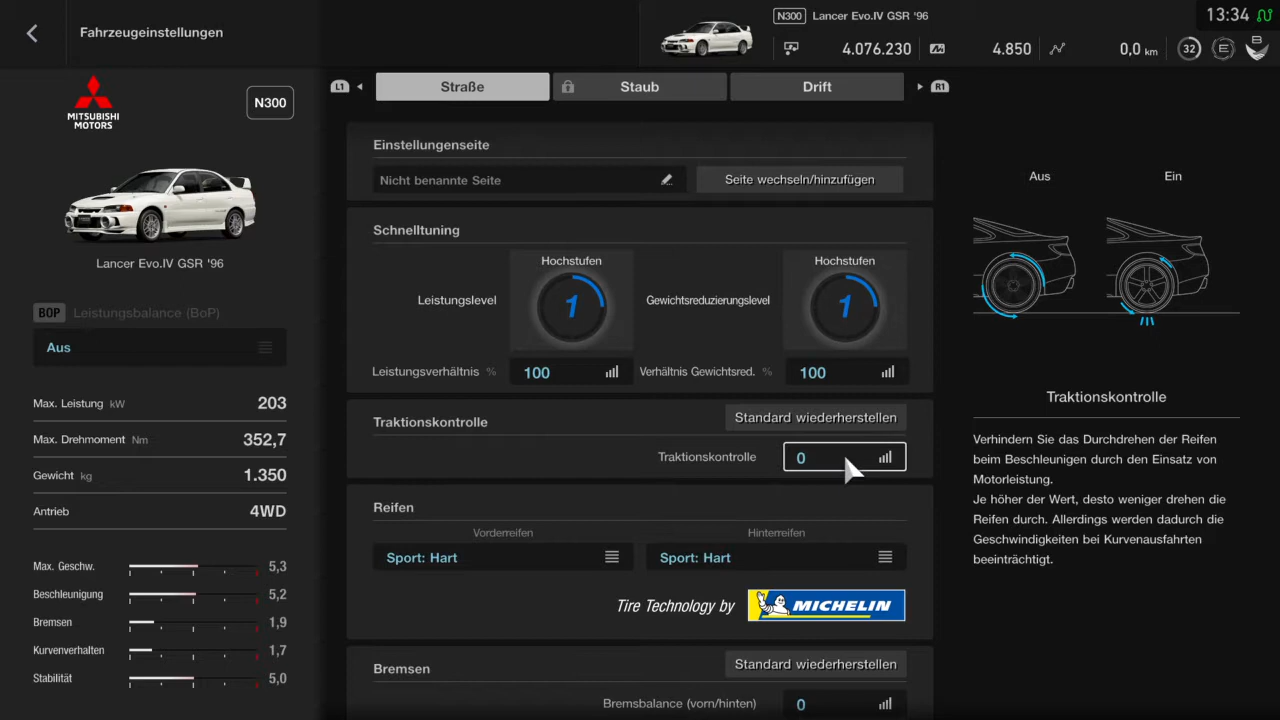 Fahrzeugeinstellungen
N300 Lancer Evo.IV GSR '96
4.076.230 4.850 0,0 km 32 E B
13:34
MITSUBISHI
MOTORS
N300
Lancer Evo.IV GSR '96
BOP Leistungsbalance (BoP)
Aus
Max. Leistung kW 203
Max. Drehmoment Nm 352,7
Gewicht kg 1.350
Antrieb 4WD
Max. Geschw. 5,3
Beschleunigung 5,2
Bremsen 1,9
Kurvenverhalten 1,7
Stabilität 5,0
L1 Straße Staub Drift R1
Einstellungenseite
Nicht benannte Seite Seite wechseln/hinzufügen
Schnelltuning
Hochstufen Hochstufen
Leistungslevel 1 Gewichtsreduzierungslevel 1
Leistungsverhältnis % 100 Verhältnis Gewichtsred. % 100
Traktionskontrolle Standard wiederherstellen
Traktionskontrolle 0
Reifen
Vorderreifen Hinterreifen
Sport: Hart Sport: Hart
Tire Technology by MICHELIN
Bremsen Standard wiederherstellen
Bremsbalance (vorn/hinten) 0
Aus Ein
Traktionskontrolle
Verhindern Sie das Durchdrehen der Reifen
beim Beschleunigen durch den Einsatz von
Motorleistung.
Je höher der Wert, desto weniger drehen die
Reifen durch. Allerdings werden dadurch die
Geschwindigkeiten bei Kurvenausfahrten
beeinträchtigt.